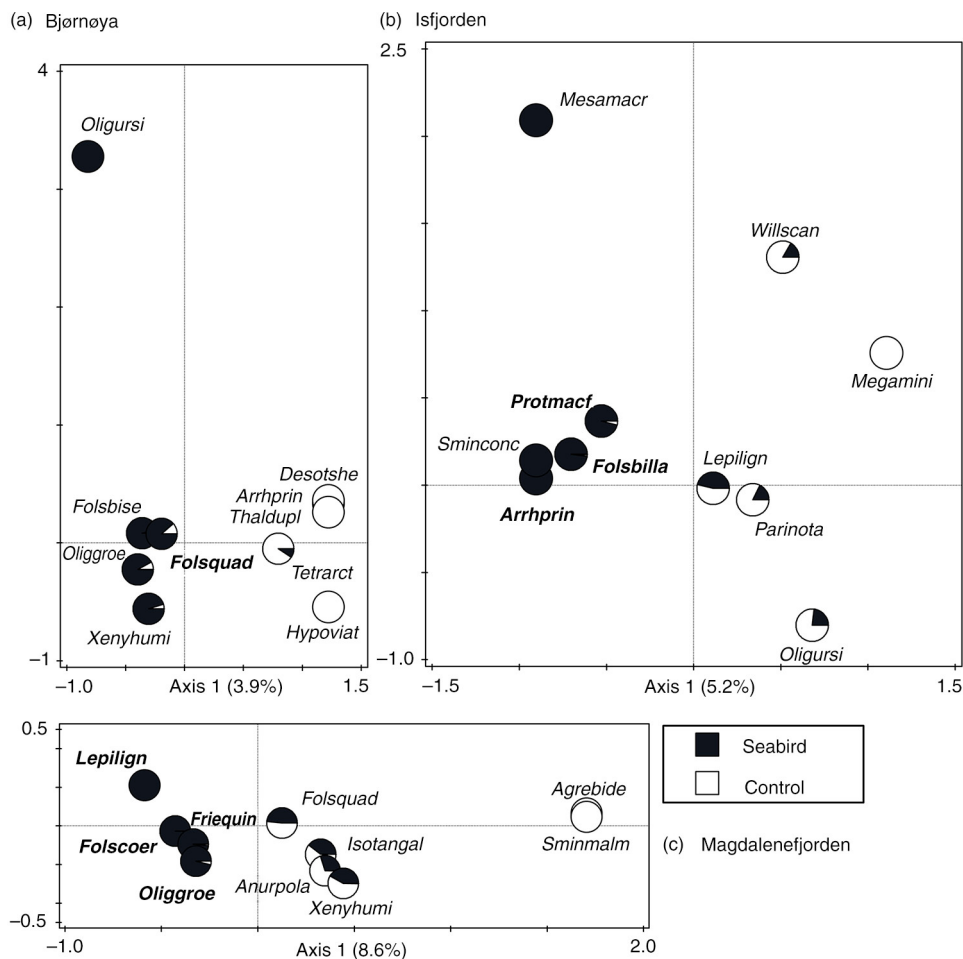 (a) Bjørnøya
4
Oligursi
Desotshe
Arrhprin
Thaldupl
Folsbise
Oliggroe
Folsquad
Tetrarct
Xenyhumi
Hypoviat
−1
−1.0
Axis 1 (3.9%)
1.5
(b) Isfjorden
2.5
Mesamacr
Willscan
Megamini
Protmacf
Sminconc
Folsbilla
Lepilign
Arrhprin
Parinota
Oligursi
−1.0
−1.5
Axis 1 (5.2%)
1.5
0.5
Lepilign
Agrebide
Folsquad
Friequin
Folscoer
Isotangal
Sminmalm
Anurpola
Oliggroe
Xenyhumi
−0.5
−1.0
Axis 1 (8.6%)
2.0
Seabird
Control
(c) Magdalenefjorden